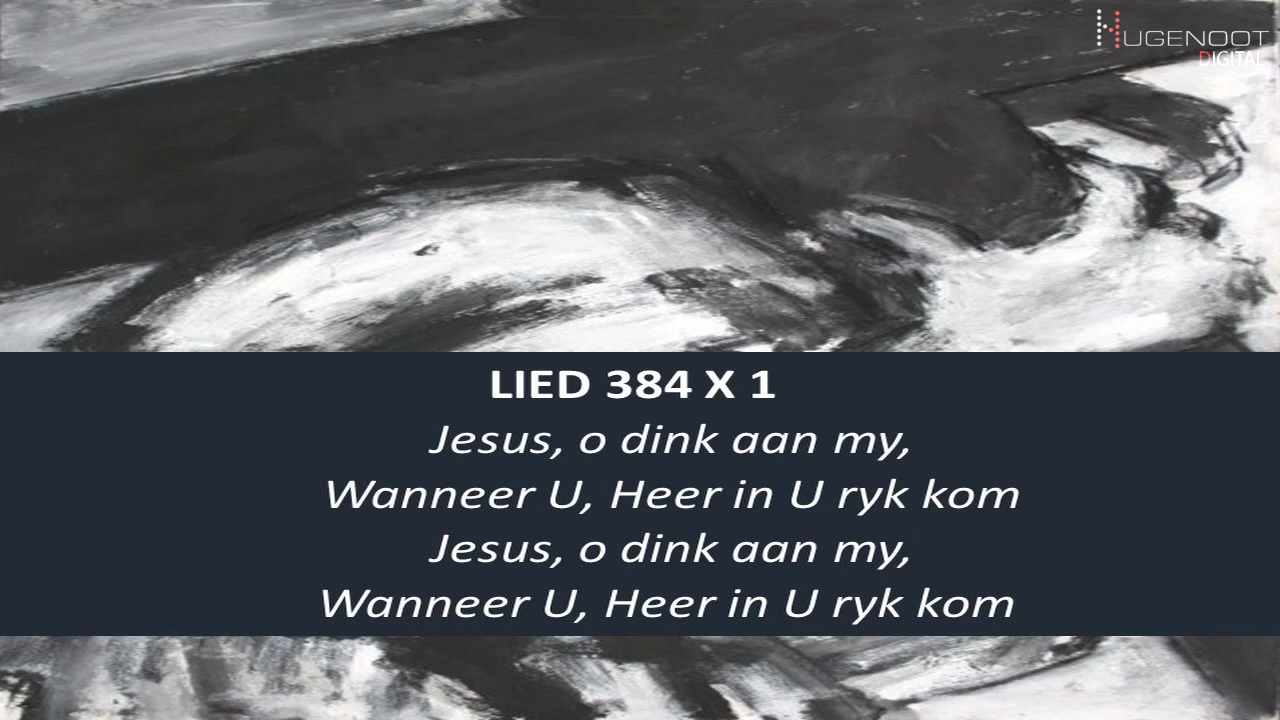 HUGENOOT
DIGITAL
LIED 384 X 1
Jesus, o dink aan my,
Wanneer U, Heer in U ryk kom
Jesus, o dink aan my,
Wanneer U, Heer in U ryk kom